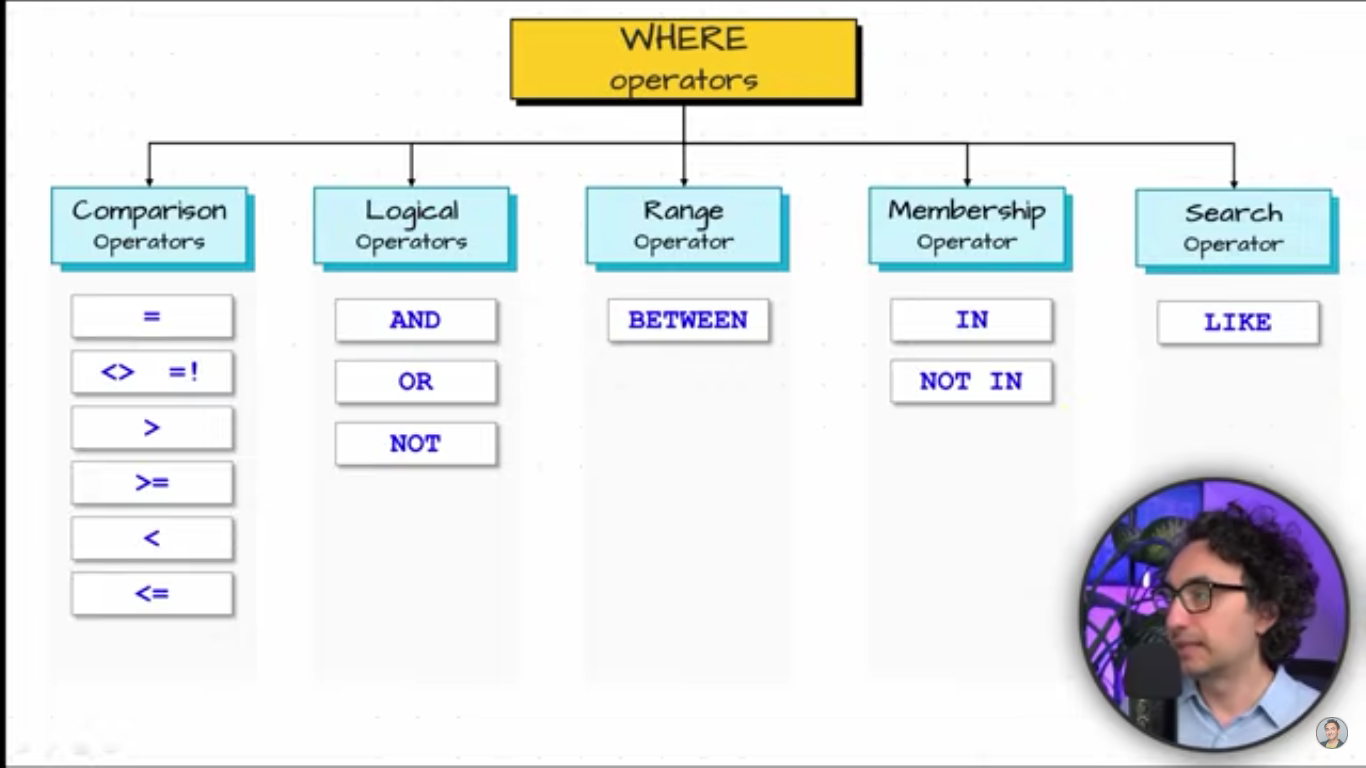 WHERE
operators
Comparison
Operators
=
<> =!
>
>=
<
<=
Logical
Operators
AND
OR
NOT
Range
Operator
BETWEEN
Membership
Operator
IN
NOT IN
Search
Operator
LIKE